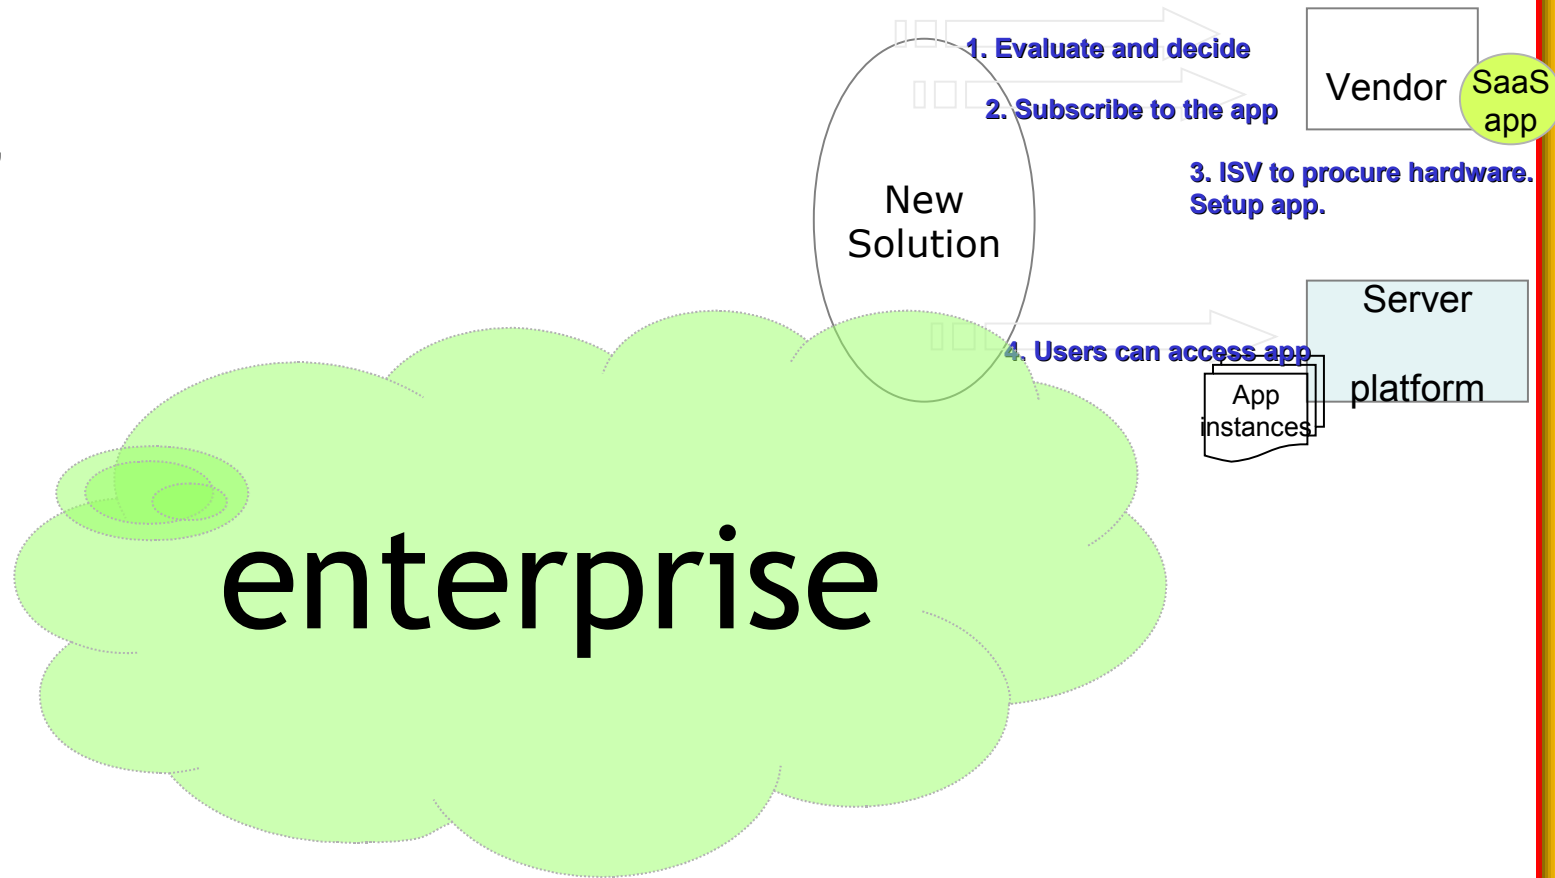 1. Evaluate and decide
2. Subscribe to the app
Vendor
SaaS
app
3. ISV to procure hardware.
Setup app.
New
Solution
Server
platform
4. Users can access app
App
instances
enterprise